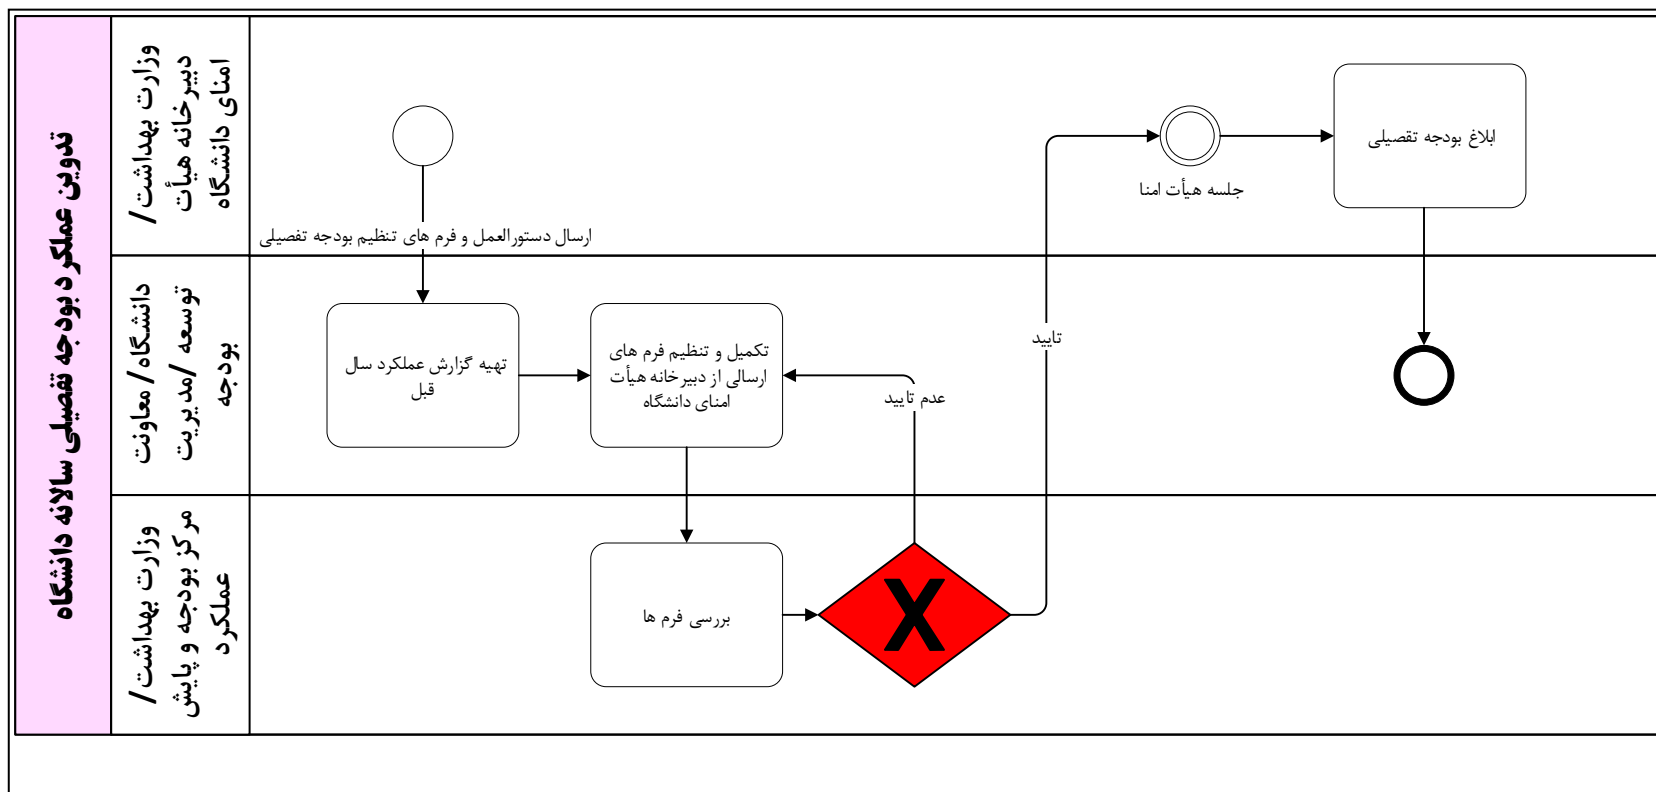 تدوین عملکرد بودجه تفصیلی سالانه دانشگاه
وزارت بهداشت/
دبیرخانه هیأت
امنای دانشگاه
ارسال دستورالعمل و فرم های تنظیم بودجه تفصیلی
جلسه هیأت امنا
ابلاغ بودجه تقصیلی
دانشگاه/ معاونت
توسعه /مدیریت
بودجه
تهیه گزارش عملکرد سال
قبل
تکمیل و تنظیم فرم های
ارسالی از دبیرخانه هیأت
امنای دانشگاه
عدم تایید
تایید
وزارت بهداشت/
مرکز بودجه و پایش
عملکرد
بررسی فرم ها
X